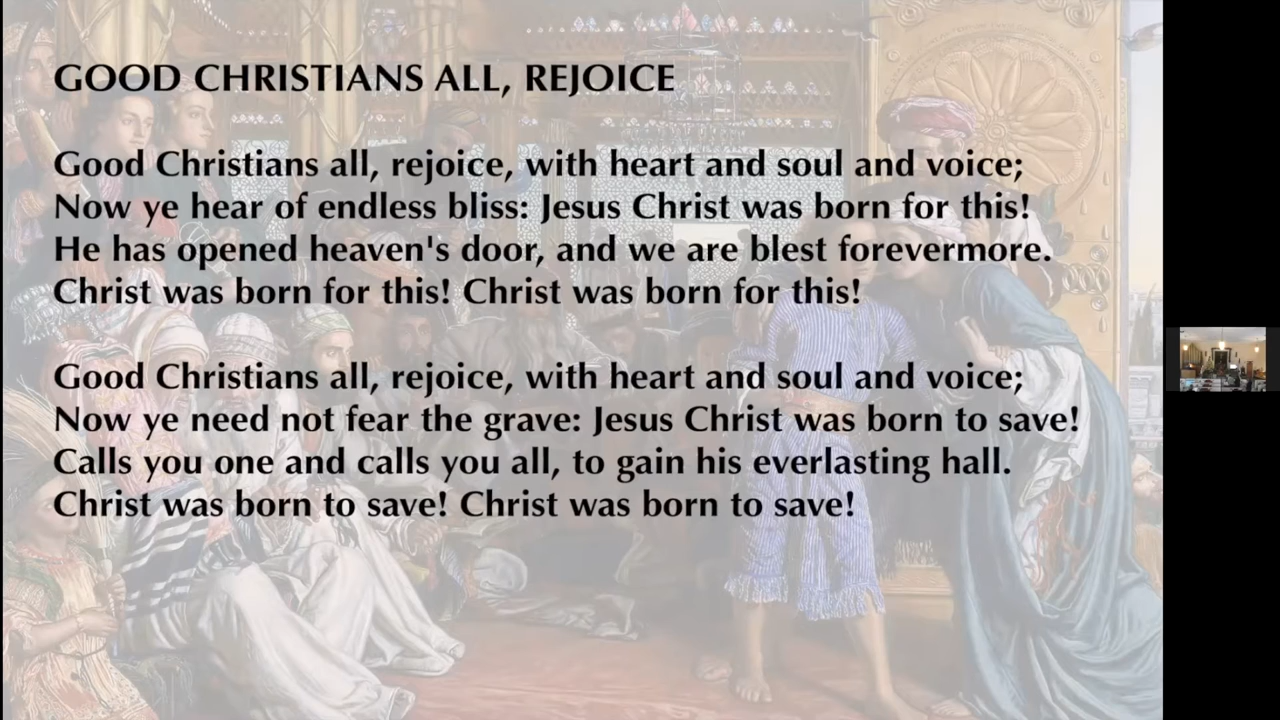 GOOD CHRISTIANS ALL, REJOICE
Good Christians all, rejoice, with heart and soul and voice;
Now ye hear of endless bliss: Jesus Christ was born for this!
He has opened heaven's door, and we are blest forevermore.
Christ was born for this! Christ was born for this!
Good Christians all, rejoice, with heart and soul and voice;
Now ye need not fear the grave: Jesus Christ was born to save!
Calls you one and calls you all, to gain his everlasting hall.
Christ was born to save! Christ was born to save!